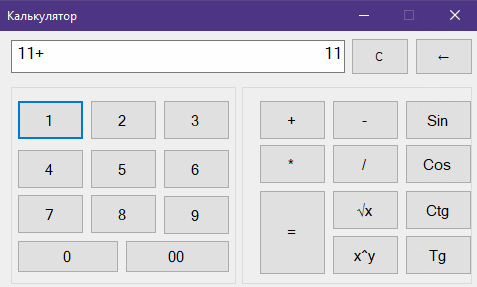 Калькулятор
11+ 11 C ←
1 2 3 + - Sin
4 5 6 * / Cos
7 8 9 = √x Ctg
0 00 x^y Tg